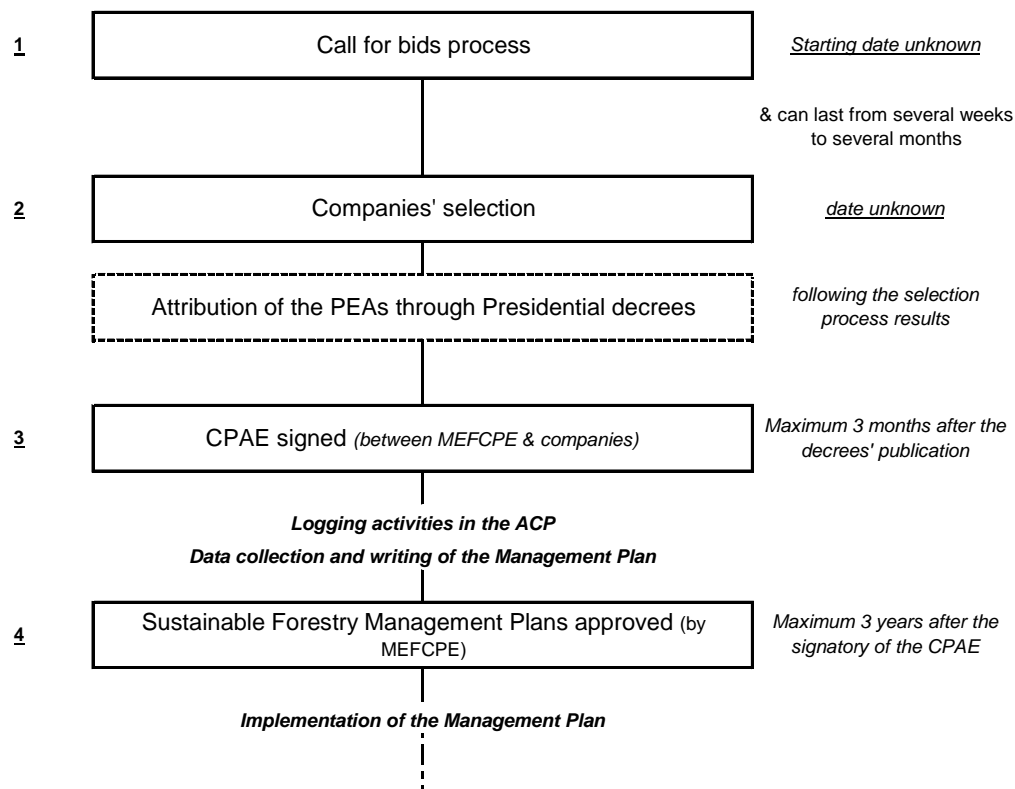 1
Call for bids process
Starting date unknown
& can last from several weeks
to several months
2
Companies' selection
date unknown
Attribution of the PEAs through Presidential decrees
following the selection
process results
3
CPAE signed (between MEFCPE & companies)
Maximum 3 months after the
decrees' publication
Logging activities in the ACP
Data collection and writing of the Management Plan
4
Sustainable Forestry Management Plans approved (by
MEFCPE)
Maximum 3 years after the
signatory of the CPAE
Implementation of the Management Plan